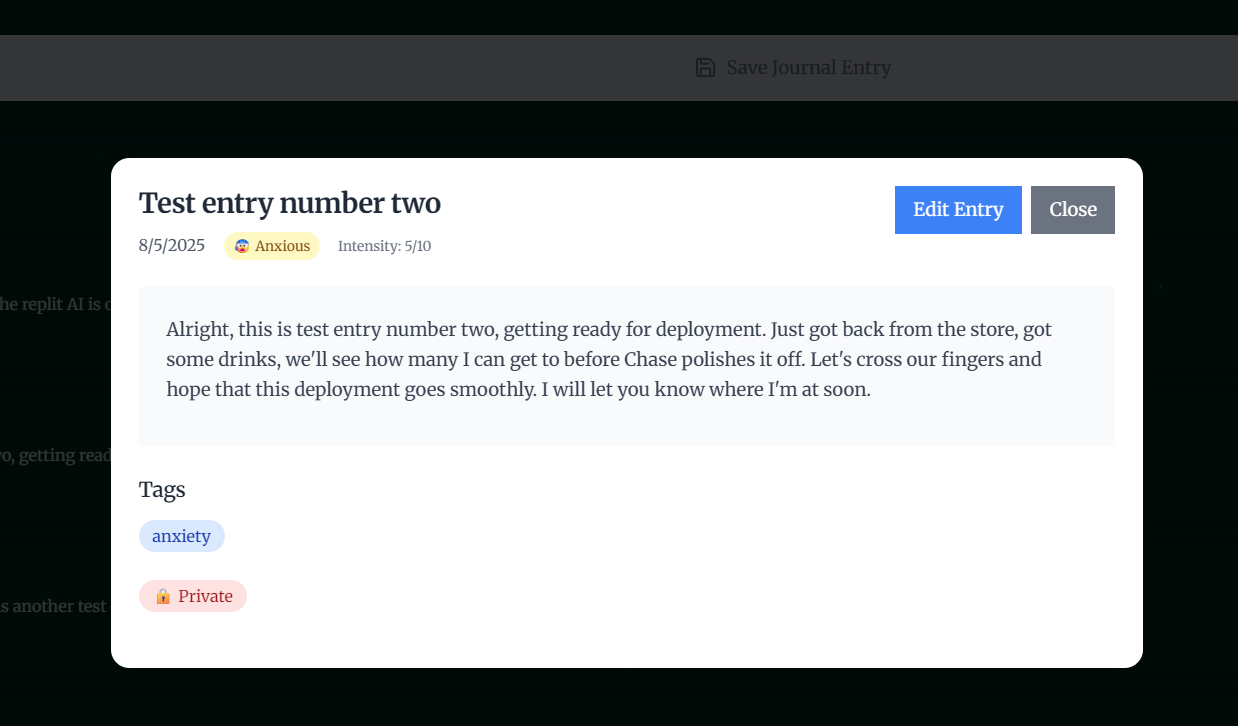 Save Journal Entry
Test entry number two
Edit Entry
Close
8/5/2025
Anxious
Intensity: 5/10
he replit AI is
Alright, this is test entry number two, getting ready for deployment. Just got back from the store, got
some drinks, we'll see how many I can get to before Chase polishes it off. Let's cross our fingers and
hope that this deployment goes smoothly. I will let you know where I'm at soon.
o, getting read
Tags
anxiety
Private
s another test